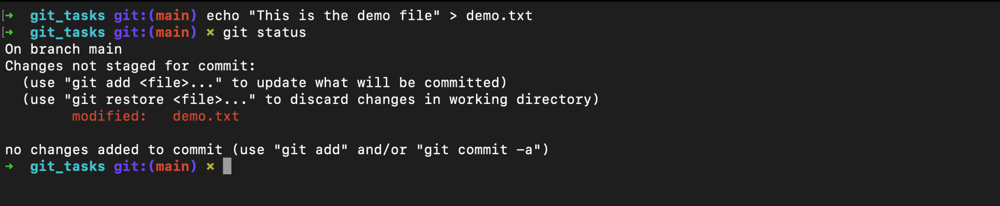 [➜  git_tasks git:(main) echo "This is the demo file" > demo.txt
[➜  git_tasks git:(main) ✗ git status
On branch main
Changes not staged for commit:
  (use "git add <file>..." to update what will be committed)
  (use "git restore <file>..." to discard changes in working directory)
        modified:   demo.txt

no changes added to commit (use "git add" and/or "git commit -a")
➜  git_tasks git:(main) ✗